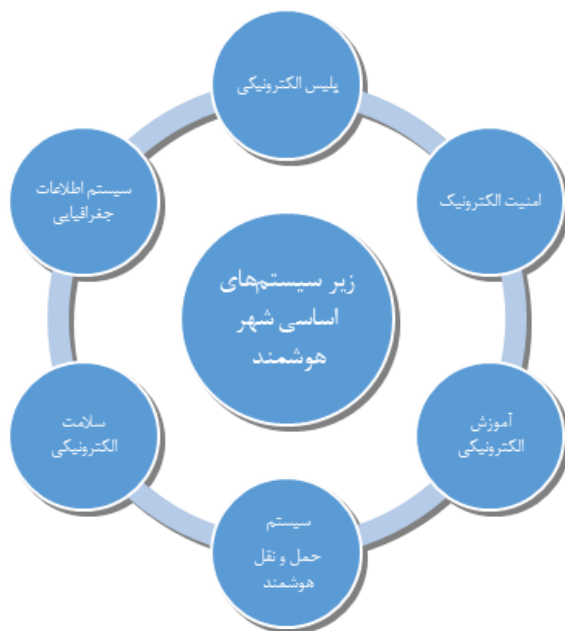 پلیس الکترونیکی
امنیت الکترونیک
سیستم اطلاعات
جغرافیایی
زیر سیستم‌های
اساسی شهر
هوشمند
آموزش
الکترونیکی
سلامت
الکترونیکی
سیستم
حمل و نقل
هوشمند